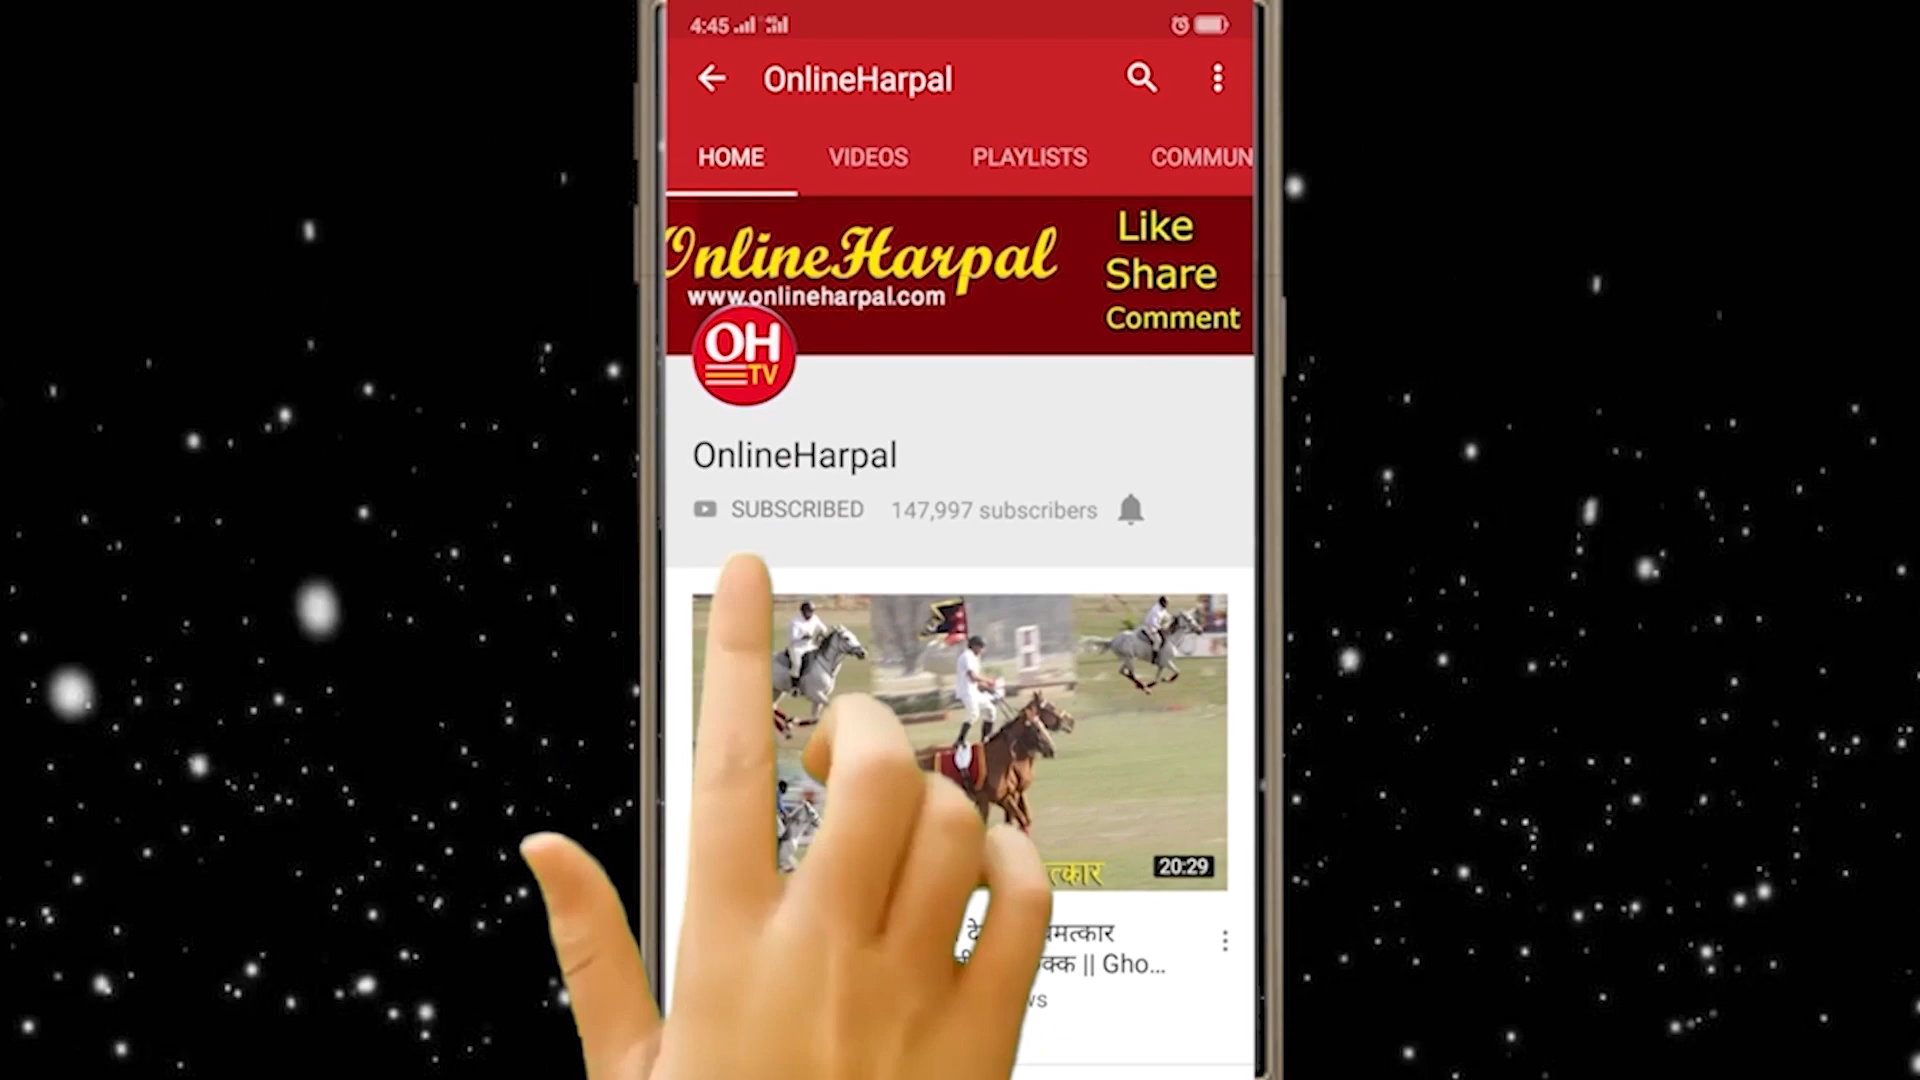 4:45
OnlineHarpal
HOME VIDEOS PLAYLISTS COMMUN
OnlineHarpal
www.onlineharpal.com
Like
Share
Comment
OH
TV
OnlineHarpal
SUBSCRIBED 147,997 subscribers
20:29
|| Gho...